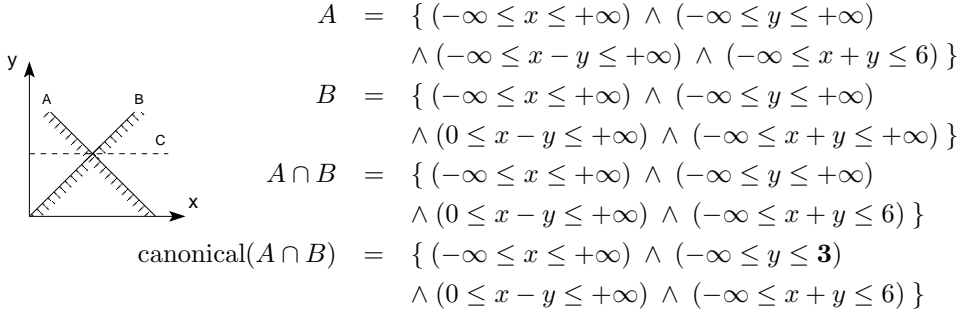 A = { (−∞ ≤ x ≤ +∞) ∧ (−∞ ≤ y ≤ +∞)
∧ (−∞ ≤ x − y ≤ +∞) ∧ (−∞ ≤ x + y ≤ 6) }
B = { (−∞ ≤ x ≤ +∞) ∧ (−∞ ≤ y ≤ +∞)
∧ (0 ≤ x − y ≤ +∞) ∧ (−∞ ≤ x + y ≤ +∞) }
A ∩ B = { (−∞ ≤ x ≤ +∞) ∧ (−∞ ≤ y ≤ +∞)
∧ (0 ≤ x − y ≤ +∞) ∧ (−∞ ≤ x + y ≤ 6) }
canonical(A ∩ B) = { (−∞ ≤ x ≤ +∞) ∧ (−∞ ≤ y ≤ 3)
∧ (0 ≤ x − y ≤ +∞) ∧ (−∞ ≤ x + y ≤ 6) }
y
A
B
C
x